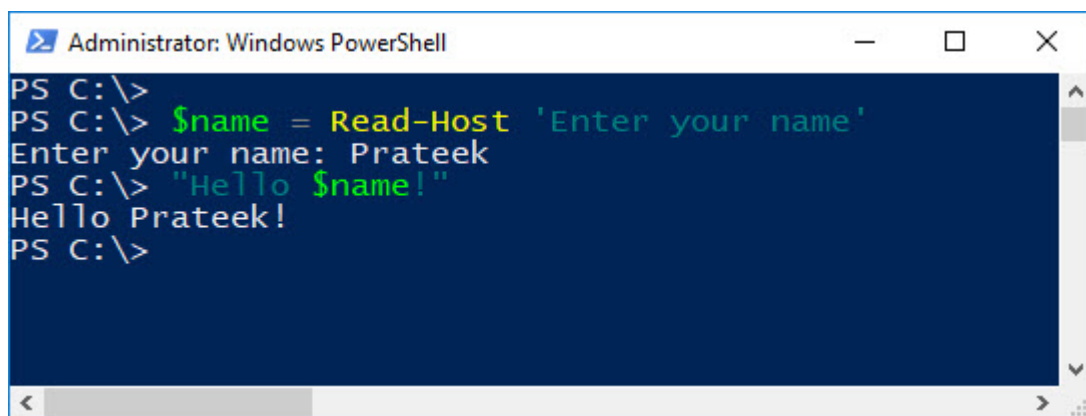 Administrator: Windows PowerShell
PS C:\>
PS C:\> $name = Read-Host 'Enter your name'
Enter your name: Prateek
PS C:\> "Hello $name!"
Hello Prateek!
PS C:\>